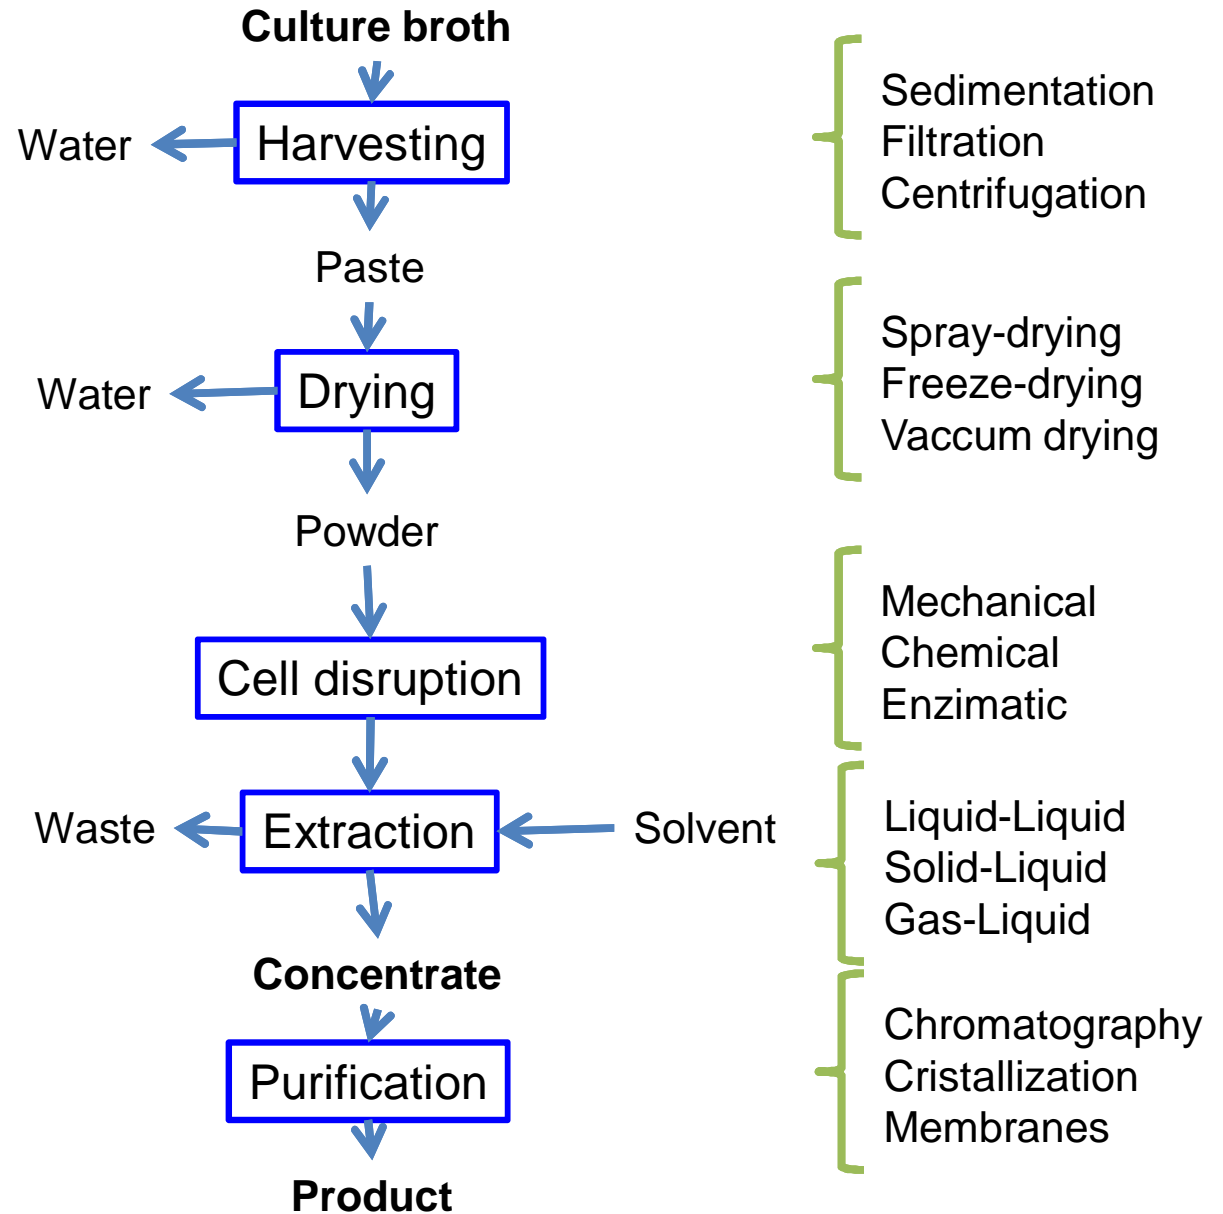 Culture broth
Water
Harvesting
Sedimentation
Filtration
Centrifugation
Paste
Water
Drying
Spray-drying
Freeze-drying
Vaccum drying
Powder
Cell disruption
Mechanical
Chemical
Enzimatic
Waste
Extraction
Solvent
Liquid-Liquid
Solid-Liquid
Gas-Liquid
Concentrate
Purification
Chromatography
Cristallization
Membranes
Product